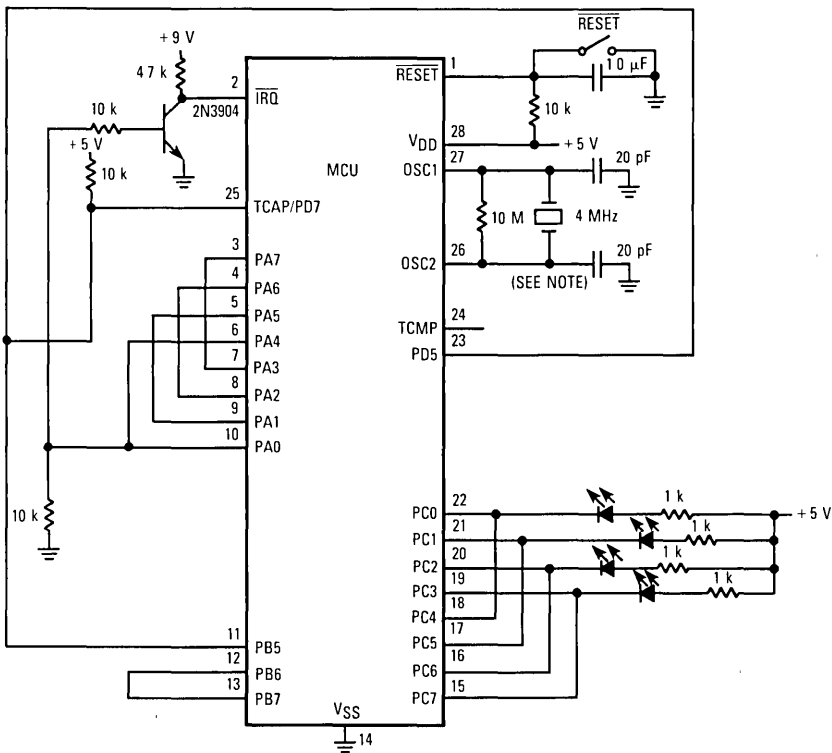 +9 V
47 k
2
IRQ
2N3904
10 k
+5 V
10 k
25
TCAP/PD7
3
PA7
4
PA6
5
PA5
6
PA4
7
PA3
8
PA2
9
PA1
10
PA0
10 k
11
PB5
12
PB6
13
PB7
MCU
VSS
14
RESET
1
RESET
10 μF
10 k
28
VDD
+5 V
27
OSC1
20 pF
10 M
4 MHz
26
OSC2
20 pF
(SEE NOTE)
24
TCMP
23
PD5
22
PC0
1 k
+5 V
21
PC1
1 k
20
PC2
1 k
19
PC3
1 k
18
PC4
17
PC5
16
PC6
15
PC7